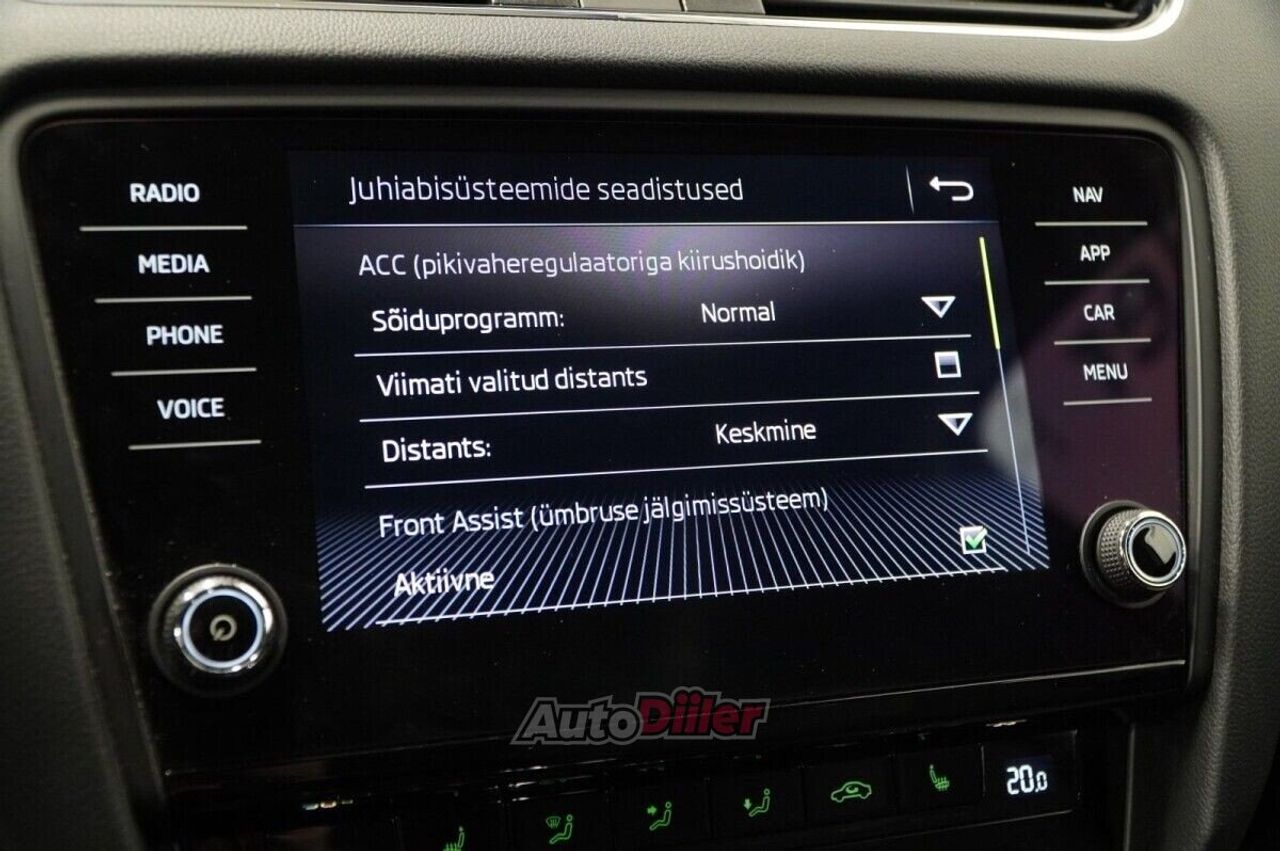 RADIO
MEDIA
PHONE
VOICE
Juhiabisüsteemide seadistused
ACC (pikivaheregulaatoriga kiirushoidik)
Sõiduprogramm: Normal
Viimati valitud distants
Distants: Keskmine
Front Assist (ümbruse jälgimissüsteem)
Aktiivne
NAV
APP
CAR
MENU
AutoDiiler
20.0